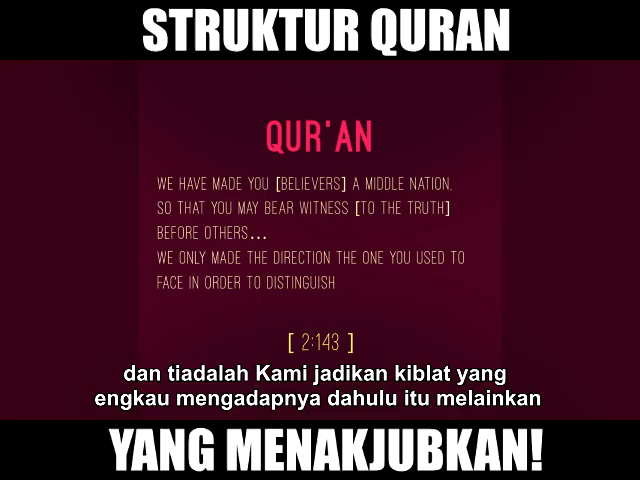 STRUKTUR QURAN
QUR'AN
WE HAVE MADE YOU [BELIEVERS] A MIDDLE NATION,
SO THAT YOU MAY BEAR WITNESS [TO THE TRUTH]
BEFORE OTHERS...
WE ONLY MADE THE DIRECTION THE ONE YOU USED TO
FACE IN ORDER TO DISTINGUISH
[ 2:143 ]
dan tiadalah Kami jadikan kiblat yang
engkau mengadapnya dahulu itu melainkan
YANG MENAKJUBKAN!